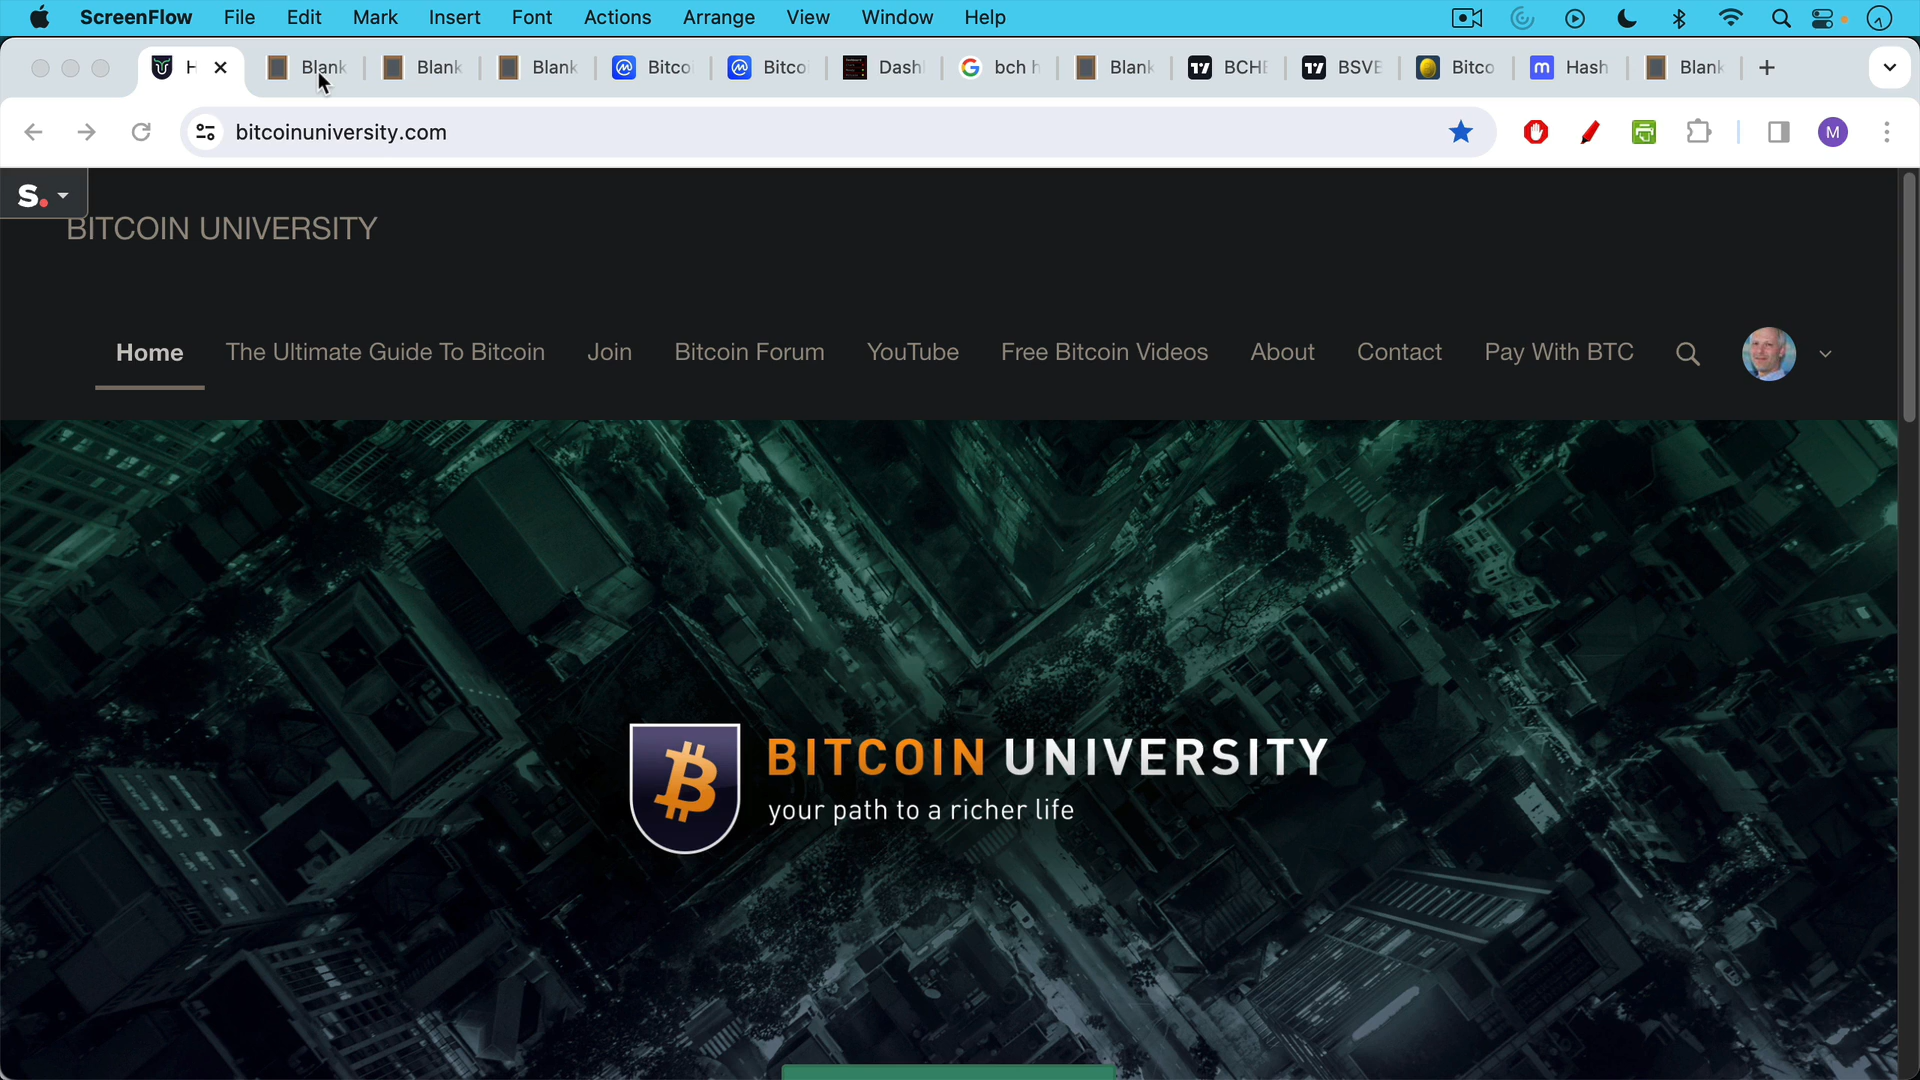 ScreenFlow File Edit Mark Insert Font Actions Arrange View Window Help
H Blank Blank Blank Bitco Bitco Dash bch h Blank BCHE BSVE Bitco Hash Blank
bitcoinuniversity.com
M
S.
BITCOIN UNIVERSITY
Home The Ultimate Guide To Bitcoin Join Bitcoin Forum YouTube Free Bitcoin Videos About Contact Pay With BTC
BITCOIN UNIVERSITY
your path to a richer life